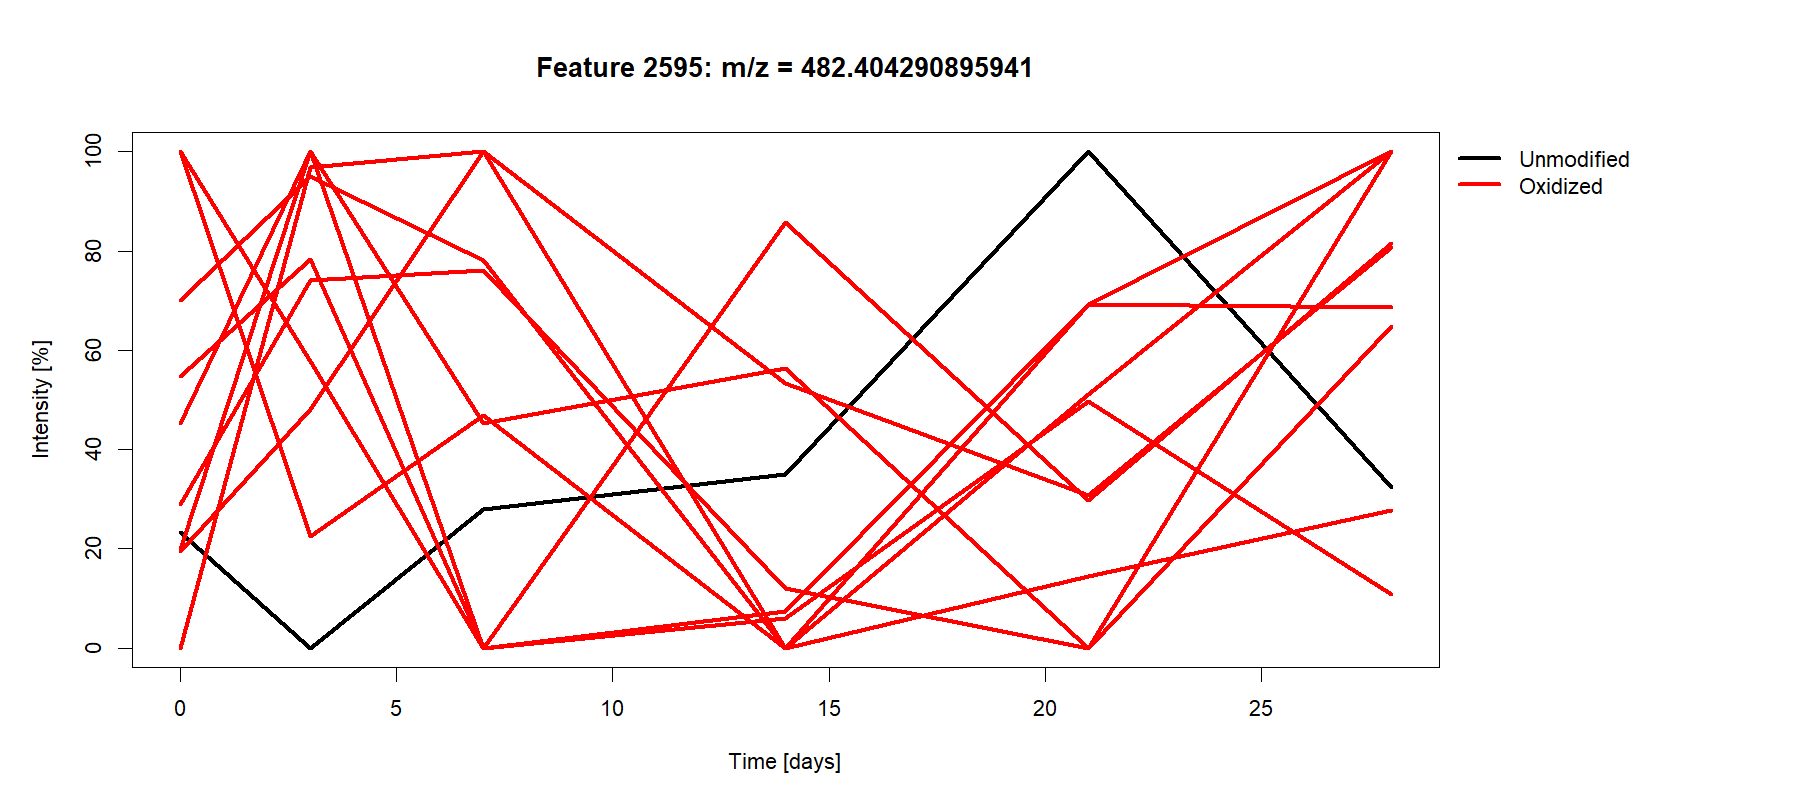 Feature 2595: m/z = 482.404290895941
Unmodified
Oxidized
Intensity [%]
100
80
60
40
20
0
0 5 10 15 20 25
Time [days]